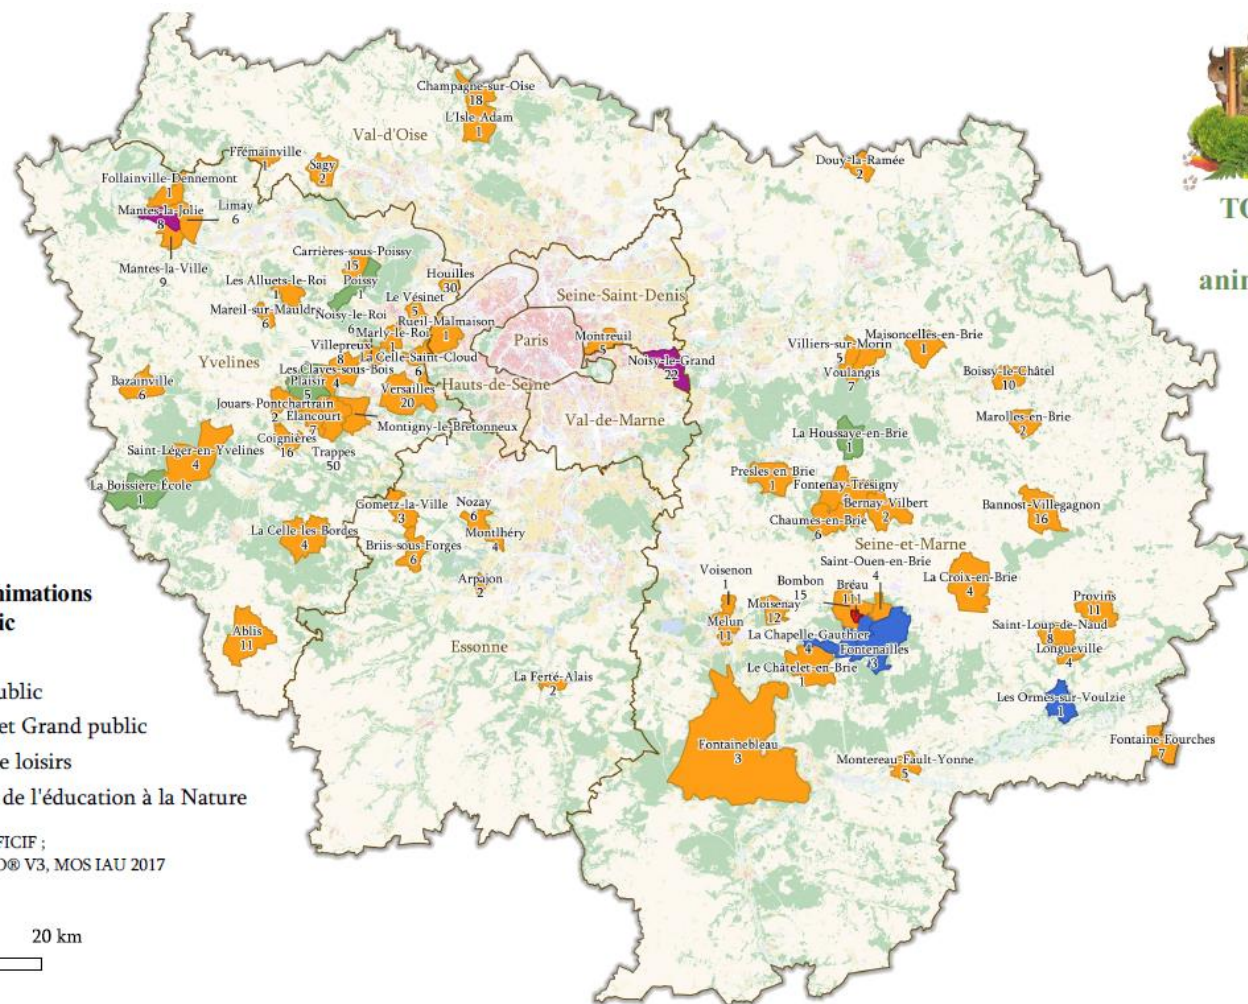 Champagne-sur-Oise
18
L'Isle-Adam
1
Val-d'Oise
Frémainville
1
Sagy
2
Douy-la-Ramée
2
Follainville-Dennemont
1
Limay
6
Mantes-la-Jolie
8
Mantes-la-Ville
9
TO
anim
Carrières-sous-Poissy
15
Poissy
1
Houilles
30
Les Alluets-le-Roi
1
Le Vésinet
5
Mareil-sur-Mauldre
6
Noisy-le-Roi
6
Rueil-Malmaison
1
Marly-le-Roi
1
Seine-Saint-Denis
Paris
Montreuil
5
Noisy-le-Grand
22
Villiers-sur-Morin
5
Maisoncelles-en-Brie
1
Voulangis
7
Boissy-le-Châtel
10
Yvelines
Villepreux
8
La Celle-Saint-Cloud
6
Les Clayes-sous-Bois
4
Plaisir
5
Versailles
20
Hauts-de-Seine
Val-de-Marne
Bazainville
6
Jouars-Pontchartrain
2
Elancourt
7
Montigny-le-Bretonneux
Coignières
16
Trappes
50
Marolles-en-Brie
2
La Houssaye-en-Brie
1
Saint-Léger-en-Yvelines
4
La Boissière-École
1
Presles-en-Brie
1
Fontenay-Trésigny
Bernay-Vilbert
2
Chaumes-en-Brie
6
Bannost-Villegagnon
16
Gometz-la-Ville
3
Nozay
6
Montlhéry
4
La Celle-les-Bordes
4
Briis-sous-Forges
6
Arpajon
2
Seine-et-Marne
Saint-Ouen-en-Brie
4
Voisenon
1
Bombon
15
Bréau
111
La Croix-en-Brie
4
Moisenay
12
Melun
11
Provins
11
La Chapelle-Gauthier
4
Fontenailles
3
Saint-Loup-de-Naud
8
Longueville
4
Le Châtelet-en-Brie
1
Les Ormes-sur-Voulzie
1
Ablis
11
Essonne
La Ferté-Alais
2
Fontainebleau
3
Montereau-Fault-Yonne
5
Fontaine-Fourches
7
nimations
ic
ublic
et Grand public
e loisirs
de l'éducation à la Nature
FICIF ;
O® V3, MOS IAU 2017
20 km